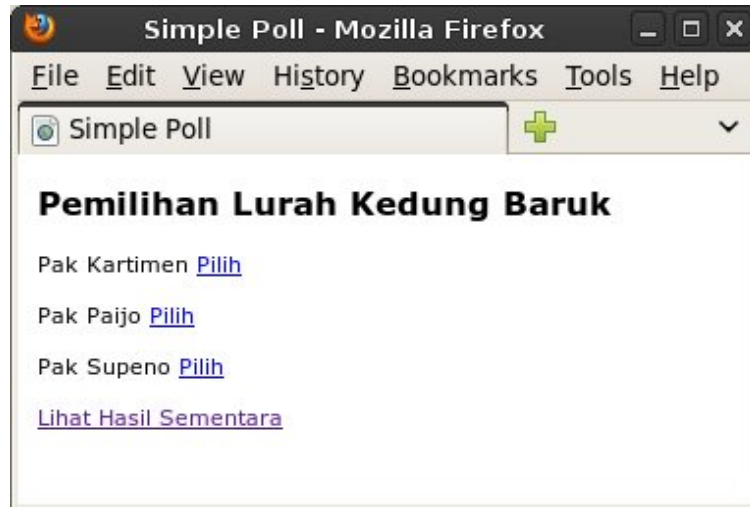 Simple Poll - Mozilla Firefox
File Edit View History Bookmarks Tools Help
Simple Poll
Pemilihan Lurah Kedung Baruk
Pak Kartimen Pilih
Pak Paijo Pilih
Pak Supeno Pilih
Lihat Hasil Sementara